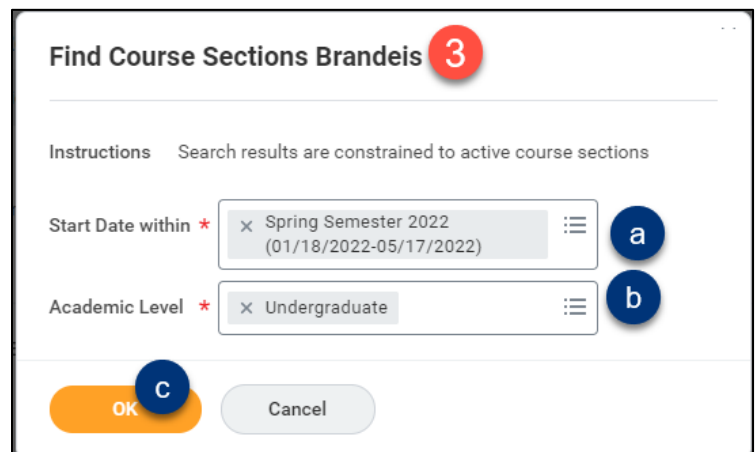 Find Course Sections Brandeis 3
Instructions Search results are constrained to active course sections
Start Date within * × Spring Semester 2022
(01/18/2022-05/17/2022) a
Academic Level * × Undergraduate b
OK c Cancel